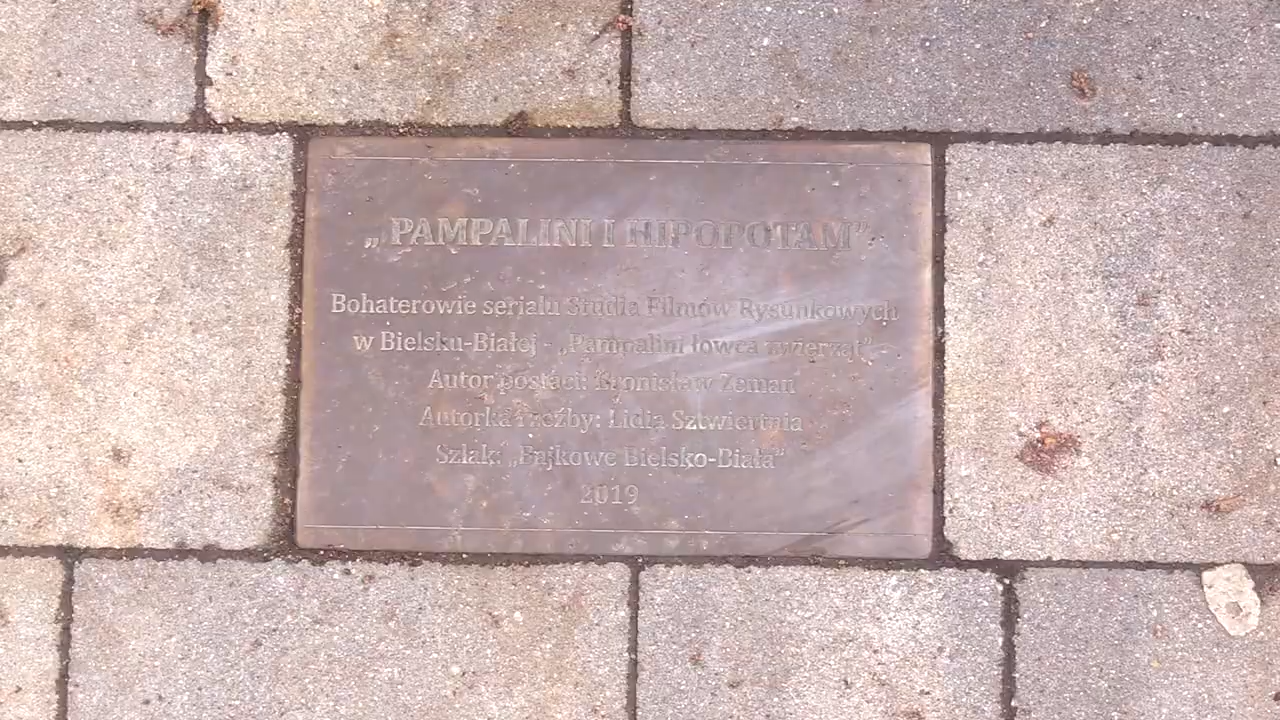 „PAMPALINI I HIPOPOTAM”
Bohaterowie serialu Studia Filmów Rysunkowych
w Bielsku-Białej - „Pampalini łowca zwierząt”
Autor postaci: Bronisław Zeman
Autorka rzeźby: Lidia Sztwiertnia
Szlak: „Bajkowe Bielsko-Biała”
2019